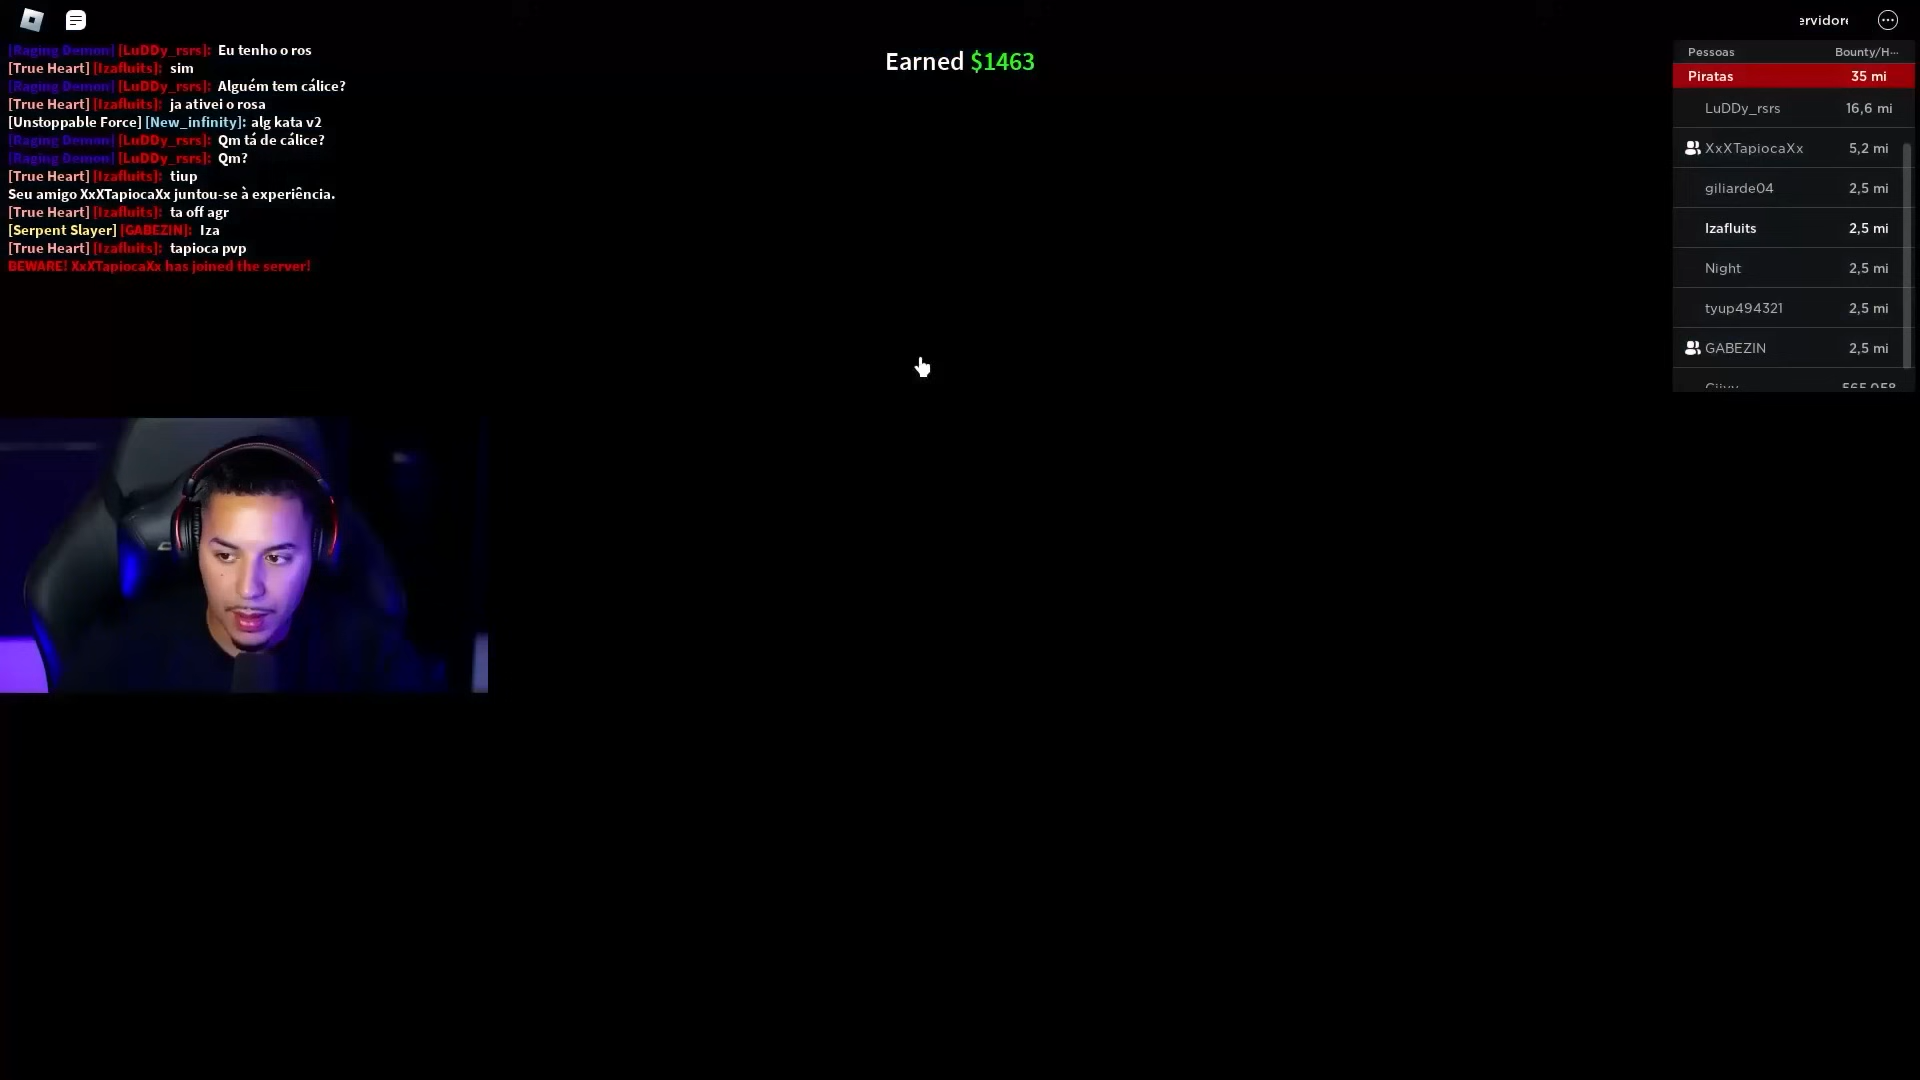 ervidor
[Raging Demon] [LuDDy_rsrs]: Eu tenho o ros
[True Heart] [Izafluits]: sim
[Raging Demon] [LuDDy_rsrs]: Alguém tem cálice?
[True Heart] [Izafluits]: ja ativei o rosa
[Unstoppable Force] [New_infinity]: alg kata v2
[Raging Demon] [LuDDy_rsrs]: Qm tá de cálice?
[Raging Demon] [LuDDy_rsrs]: Qm?
[True Heart] [Izafluits]: tiup
Seu amigo XxXTapiocaXx juntou-se à experiência.
[True Heart] [Izafluits]: ta off agr
[Serpent Slayer] [GABEZIN]: Iza
[True Heart] [Izafluits]: tapioca pvp
BEWARE! XxXTapiocaXx has joined the server!
Earned $1463
Pessoas Bounty/H...
Piratas 35 mi
LuDDy_rsrs 16,6 mi
XxXTapiocaXx 5,2 mi
giliarde04 2,5 mi
Izafluits 2,5 mi
Night 2,5 mi
tyup494321 2,5 mi
GABEZIN 2,5 mi